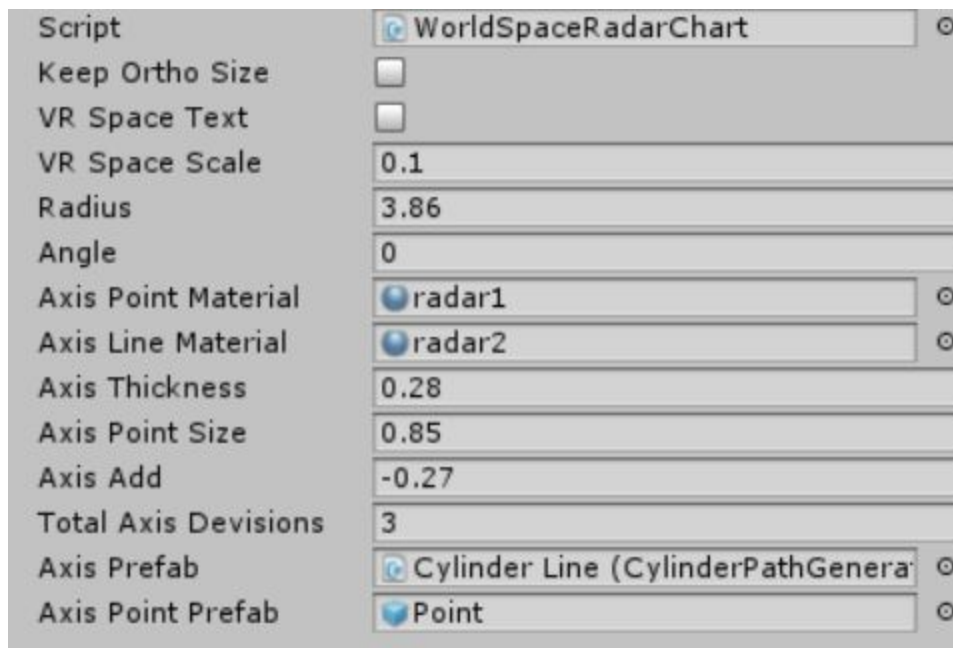 Script WorldSpaceRadarChart
Keep Ortho Size
VR Space Text
VR Space Scale 0.1
Radius 3.86
Angle 0
Axis Point Material radar1
Axis Line Material radar2
Axis Thickness 0.28
Axis Point Size 0.85
Axis Add -0.27
Total Axis Devisions 3
Axis Prefab Cylinder Line (CylinderPathGenera
Axis Point Prefab Point